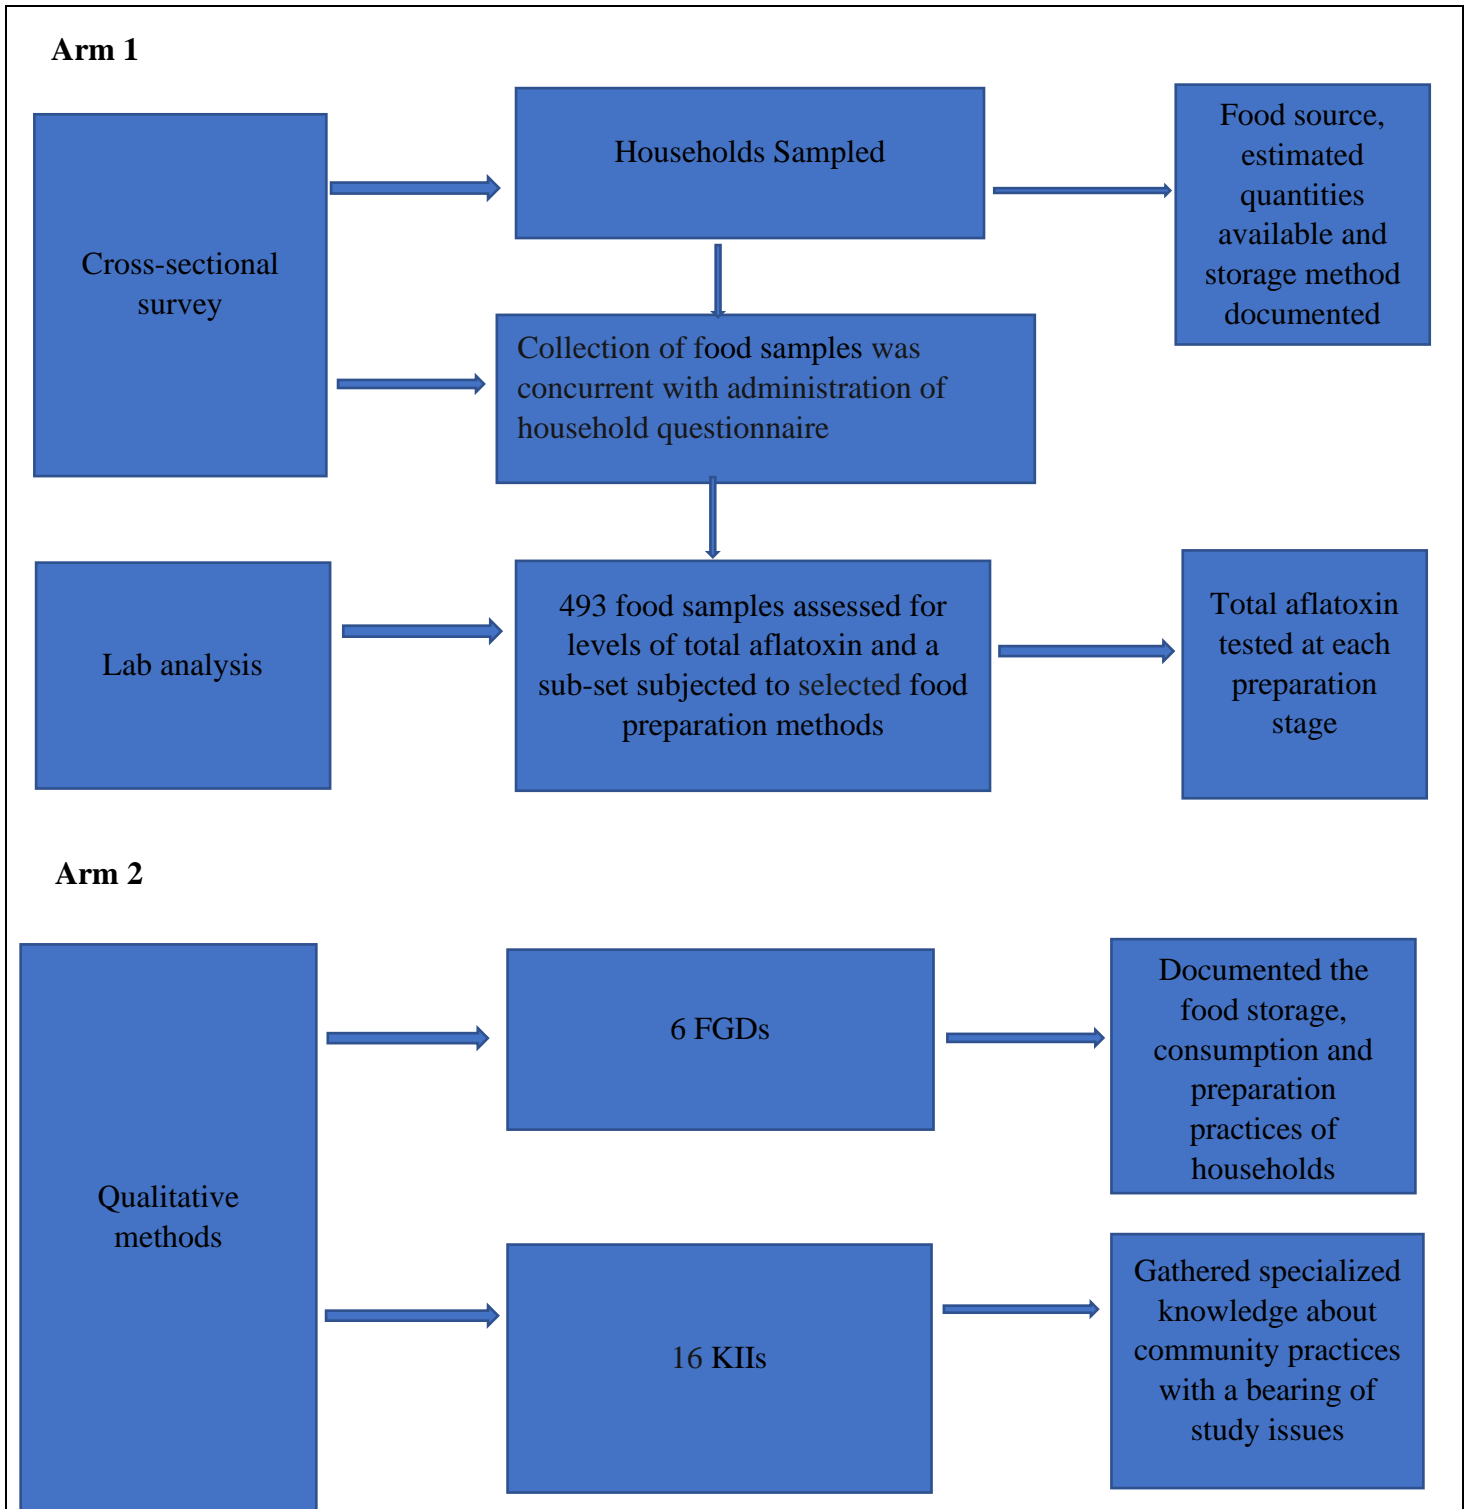 Arm 1
Cross-sectional
survey
Households Sampled
Food source,
estimated
quantities
available and
storage method
documented
Collection of food samples was
concurrent with administration of
household questionnaire
Lab analysis
493 food samples assessed for
levels of total aflatoxin and a
sub-set subjected to selected food
preparation methods
Total aflatoxin
tested at each
preparation
stage
Arm 2
Qualitative
methods
6 FGDs
Documented the
food storage,
consumption and
preparation
practices of
households
16 KIIs
Gathered specialized
knowledge about
community practices
with a bearing of
study issues